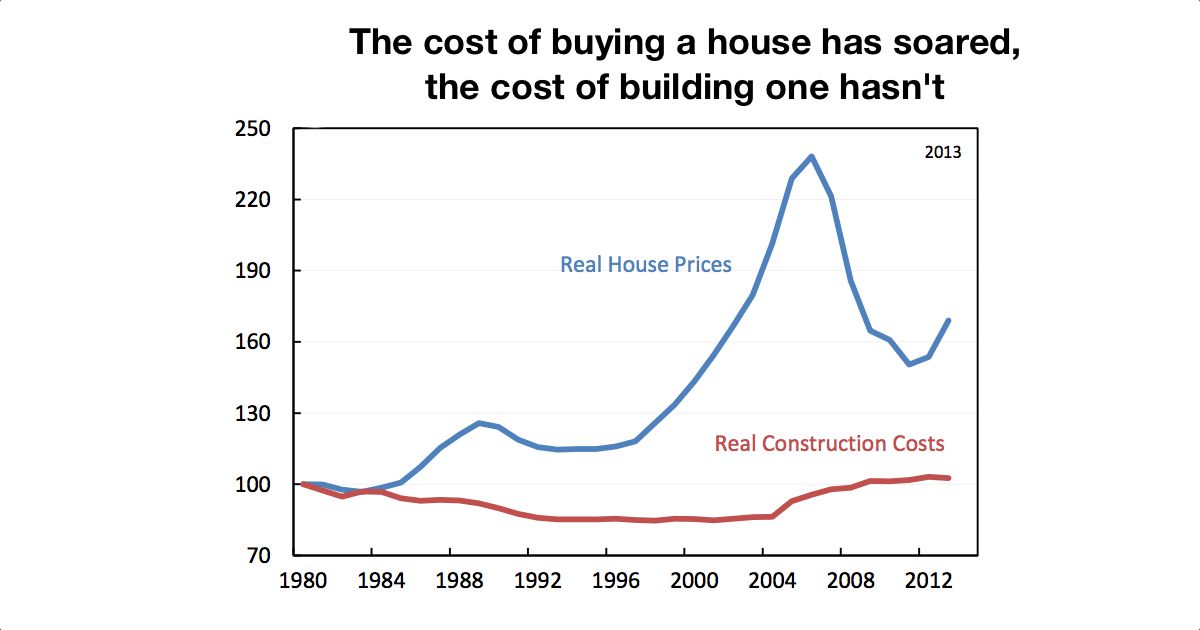 The cost of buying a house has soared,
the cost of building one hasn't
250
2013
220
Real House Prices
190
160
130
Real Construction Costs
100
70
1980 1984 1988 1992 1996 2000 2004 2008 2012